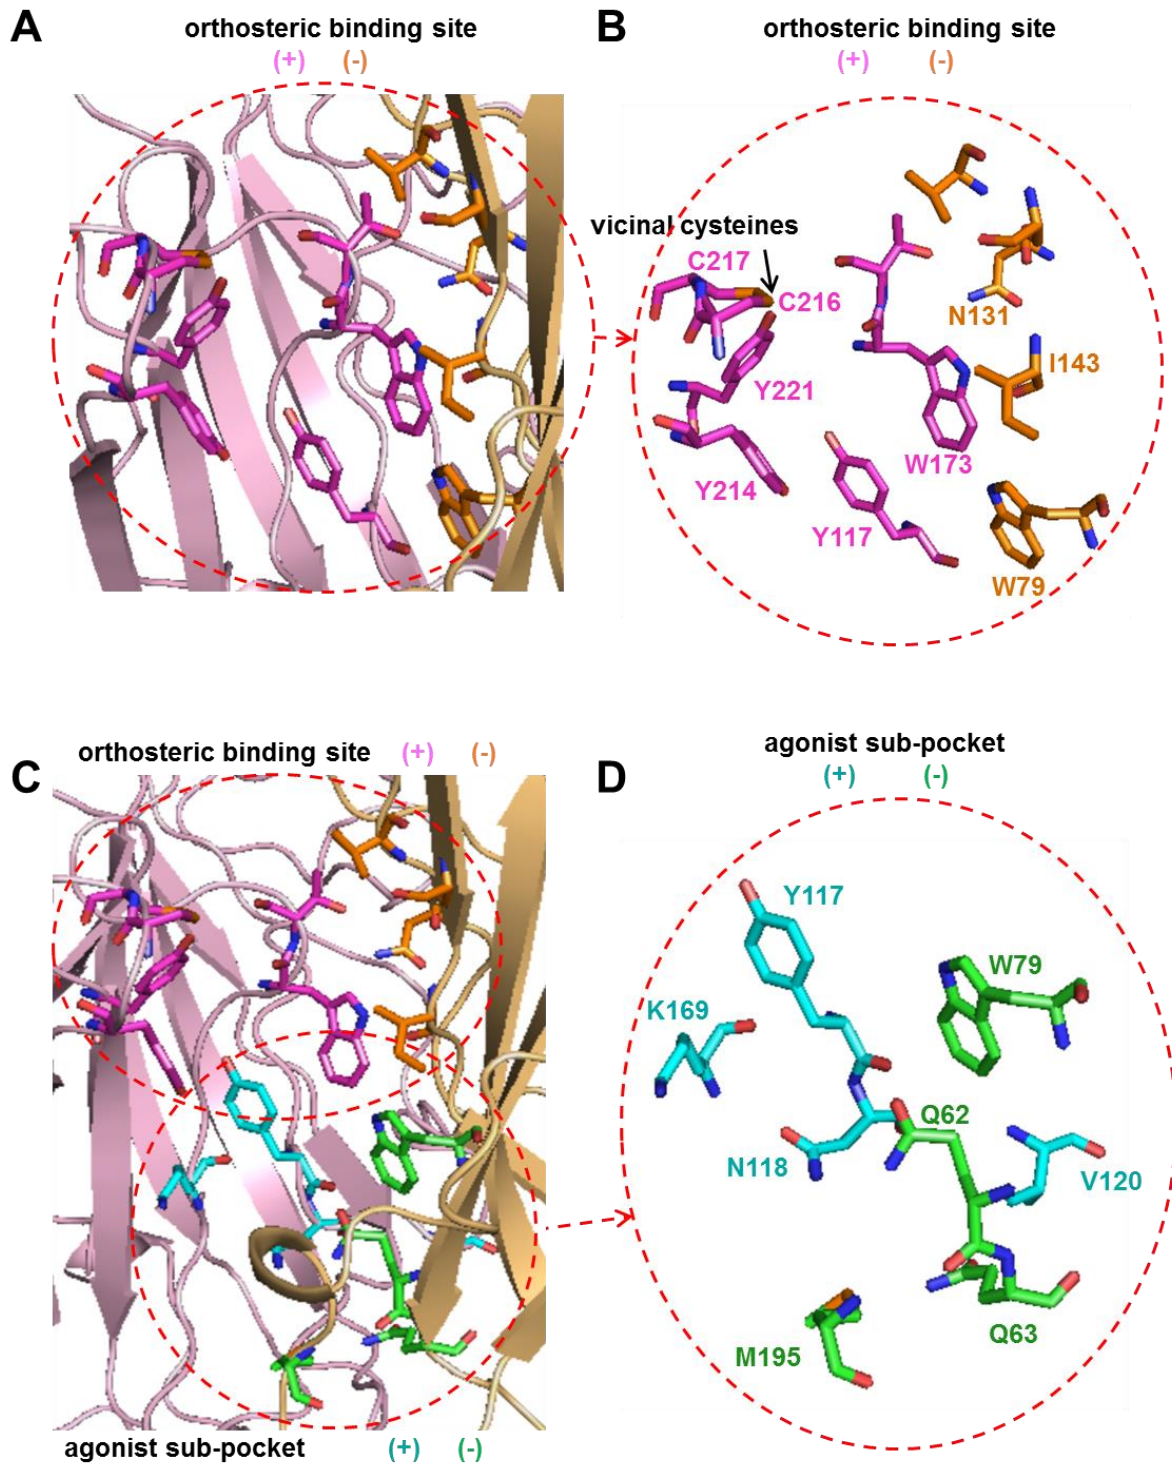 A
orthosteric binding site
(+) (-)
B
orthosteric binding site
(+) (-)
vicinal cysteines
C217
C216
N131
I143
Y221
W173
Y214
Y117
W79
orthosteric binding site (+) (-)
C
agonist sub-pocket (+) (-)
agonist sub-pocket
D
(+) (-)
Y117
W79
K169
Q62
N118
V120
Q63
M195